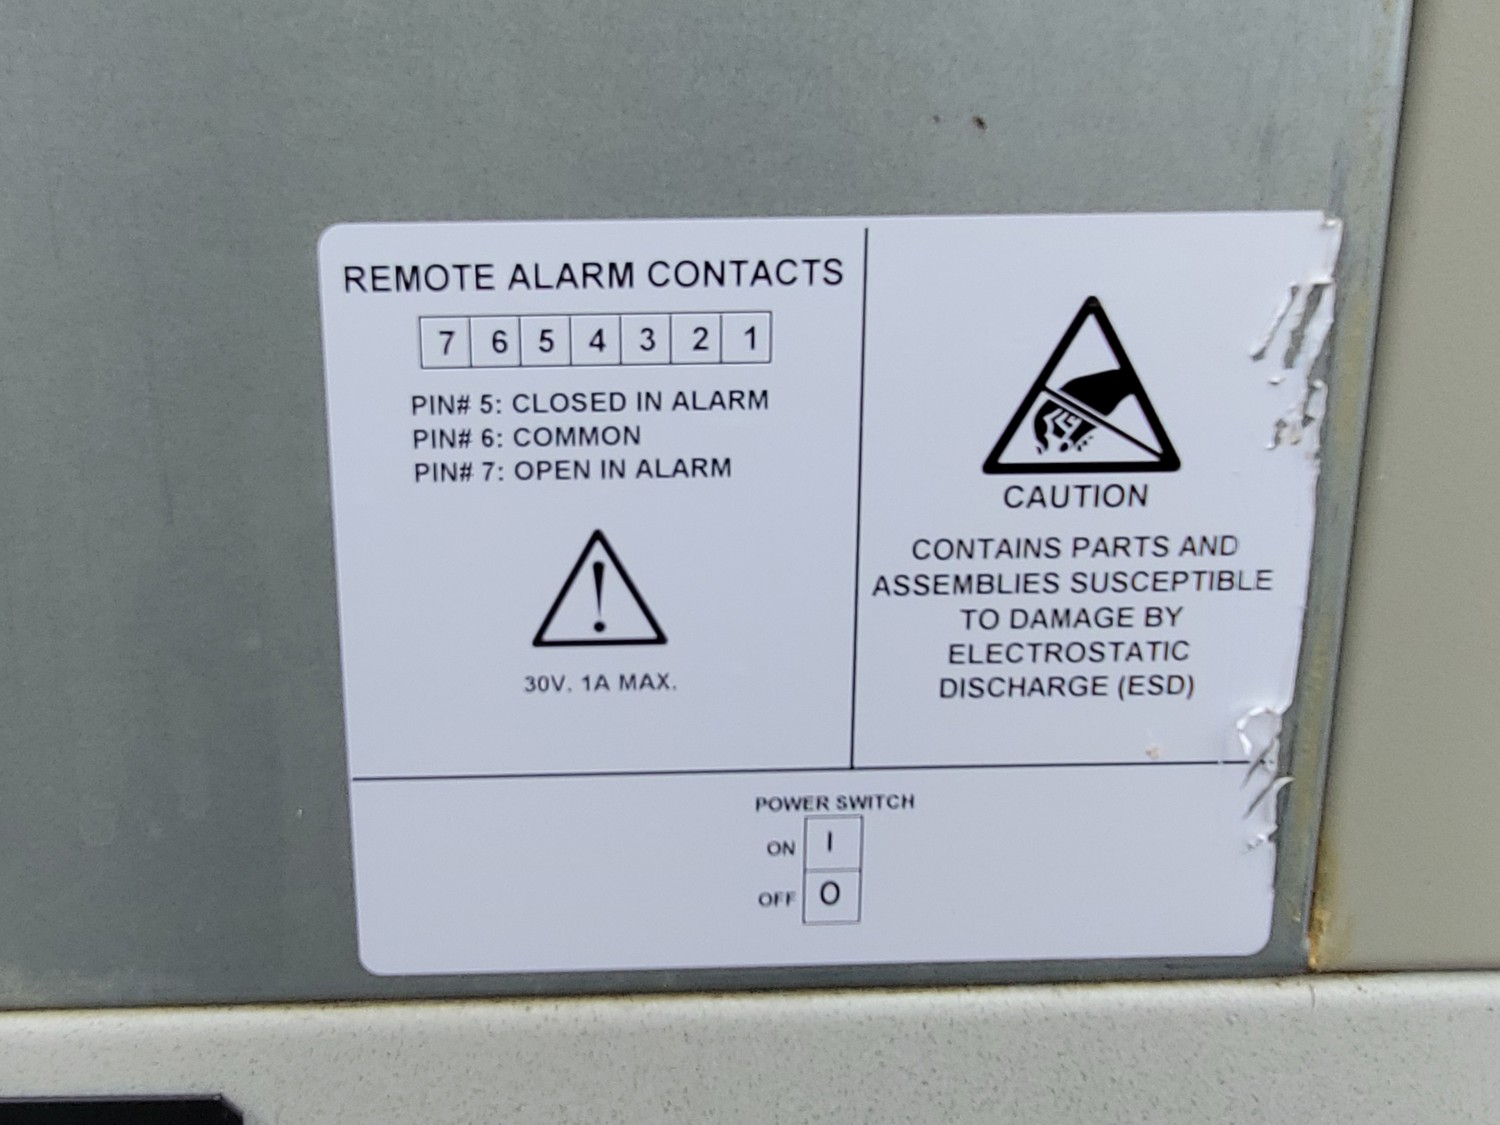 REMOTE ALARM CONTACTS
7 6 5 4 3 2 1
PIN# 5: CLOSED IN ALARM
PIN# 6: COMMON
PIN# 7: OPEN IN ALARM
!
30V. 1A MAX.
CAUTION
CONTAINS PARTS AND
ASSEMBLIES SUSCEPTIBLE
TO DAMAGE BY
ELECTROSTATIC
DISCHARGE (ESD)
POWER SWITCH
ON I
OFF O